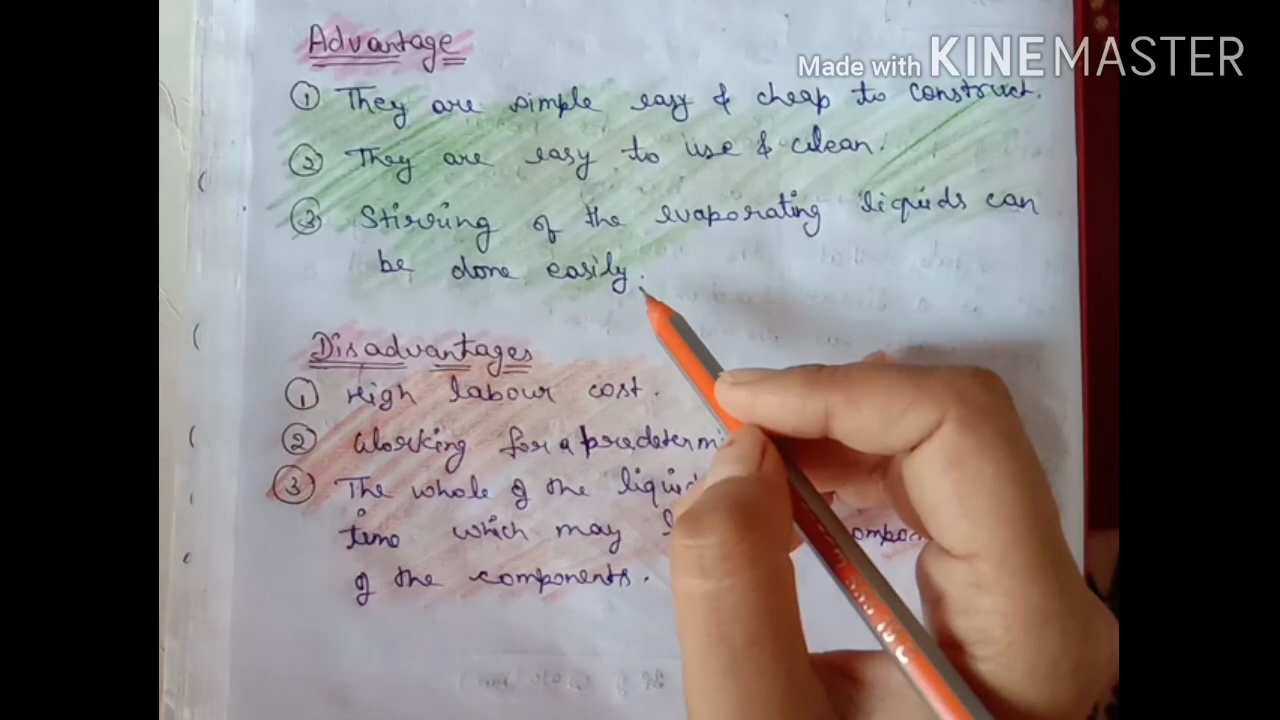 Made with KINEMASTER
Advantage
① They are simple easy & cheap to construct.
② They are easy to use & clean.
③ Stirring of the evaporating liquids can
be done easily.
Disadvantages
① High labour cost.
② Working for a predetermi
③ The whole of the liquid
time which may
of the components.